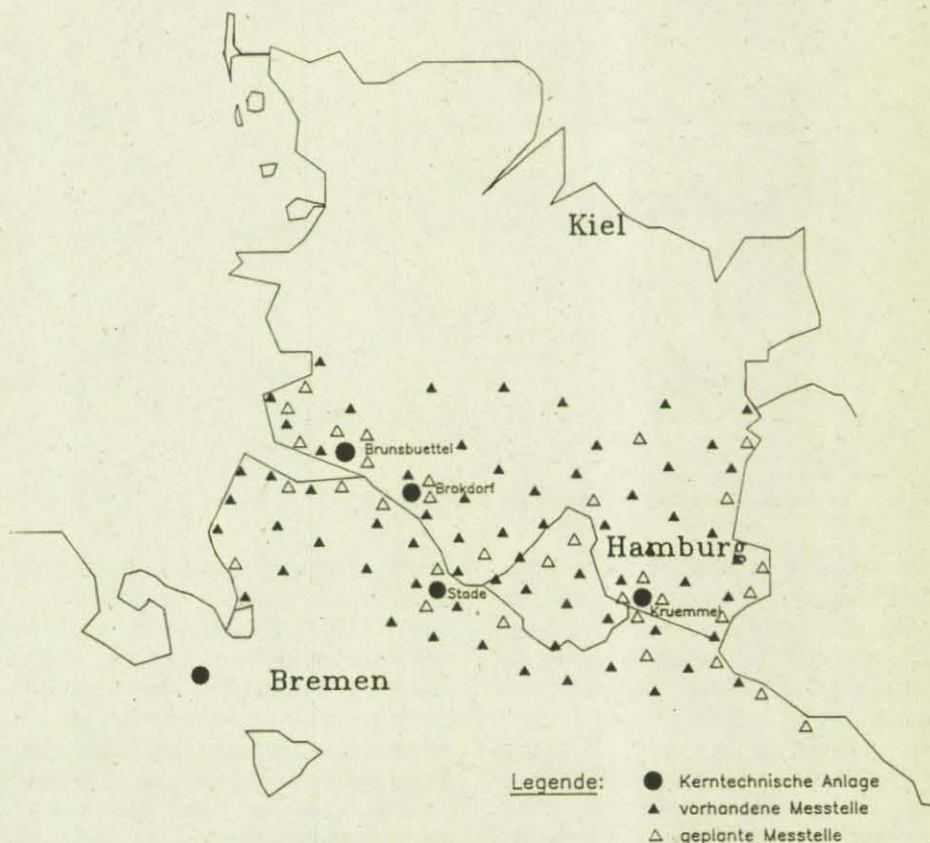 Kiel
Brunsbuettel
Brokdorf
Hamburg
Stade
Kruemmel
Bremen
Legende:
Kerntechnische Anlage
vorhandene Messtelle
geplante Messtelle